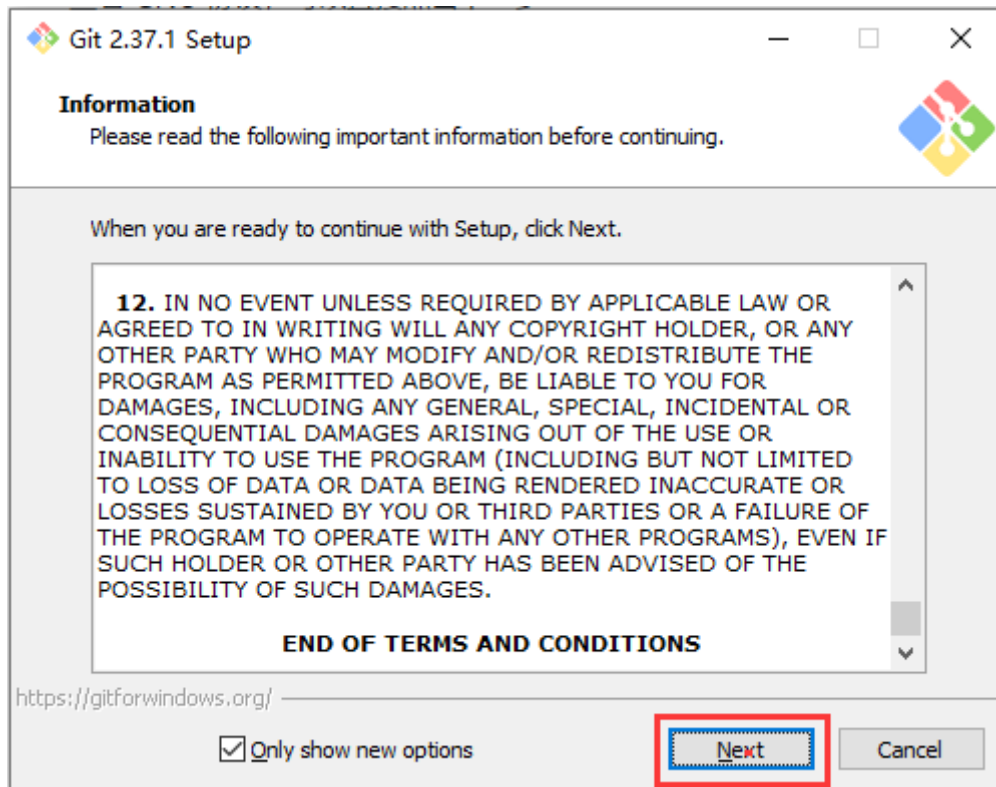 Git 2.37.1 Setup
Information
Please read the following important information before continuing.
When you are ready to continue with Setup, click Next.
12. IN NO EVENT UNLESS REQUIRED BY APPLICABLE LAW OR
AGREED TO IN WRITING WILL ANY COPYRIGHT HOLDER, OR ANY
OTHER PARTY WHO MAY MODIFY AND/OR REDISTRIBUTE THE
PROGRAM AS PERMITTED ABOVE, BE LIABLE TO YOU FOR
DAMAGES, INCLUDING ANY GENERAL, SPECIAL, INCIDENTAL OR
CONSEQUENTIAL DAMAGES ARISING OUT OF THE USE OR
INABILITY TO USE THE PROGRAM (INCLUDING BUT NOT LIMITED
TO LOSS OF DATA OR DATA BEING RENDERED INACCURATE OR
LOSSES SUSTAINED BY YOU OR THIRD PARTIES OR A FAILURE OF
THE PROGRAM TO OPERATE WITH ANY OTHER PROGRAMS), EVEN IF
SUCH HOLDER OR OTHER PARTY HAS BEEN ADVISED OF THE
POSSIBILITY OF SUCH DAMAGES.
END OF TERMS AND CONDITIONS
https://gitforwindows.org/
Only show new options
Next
Cancel